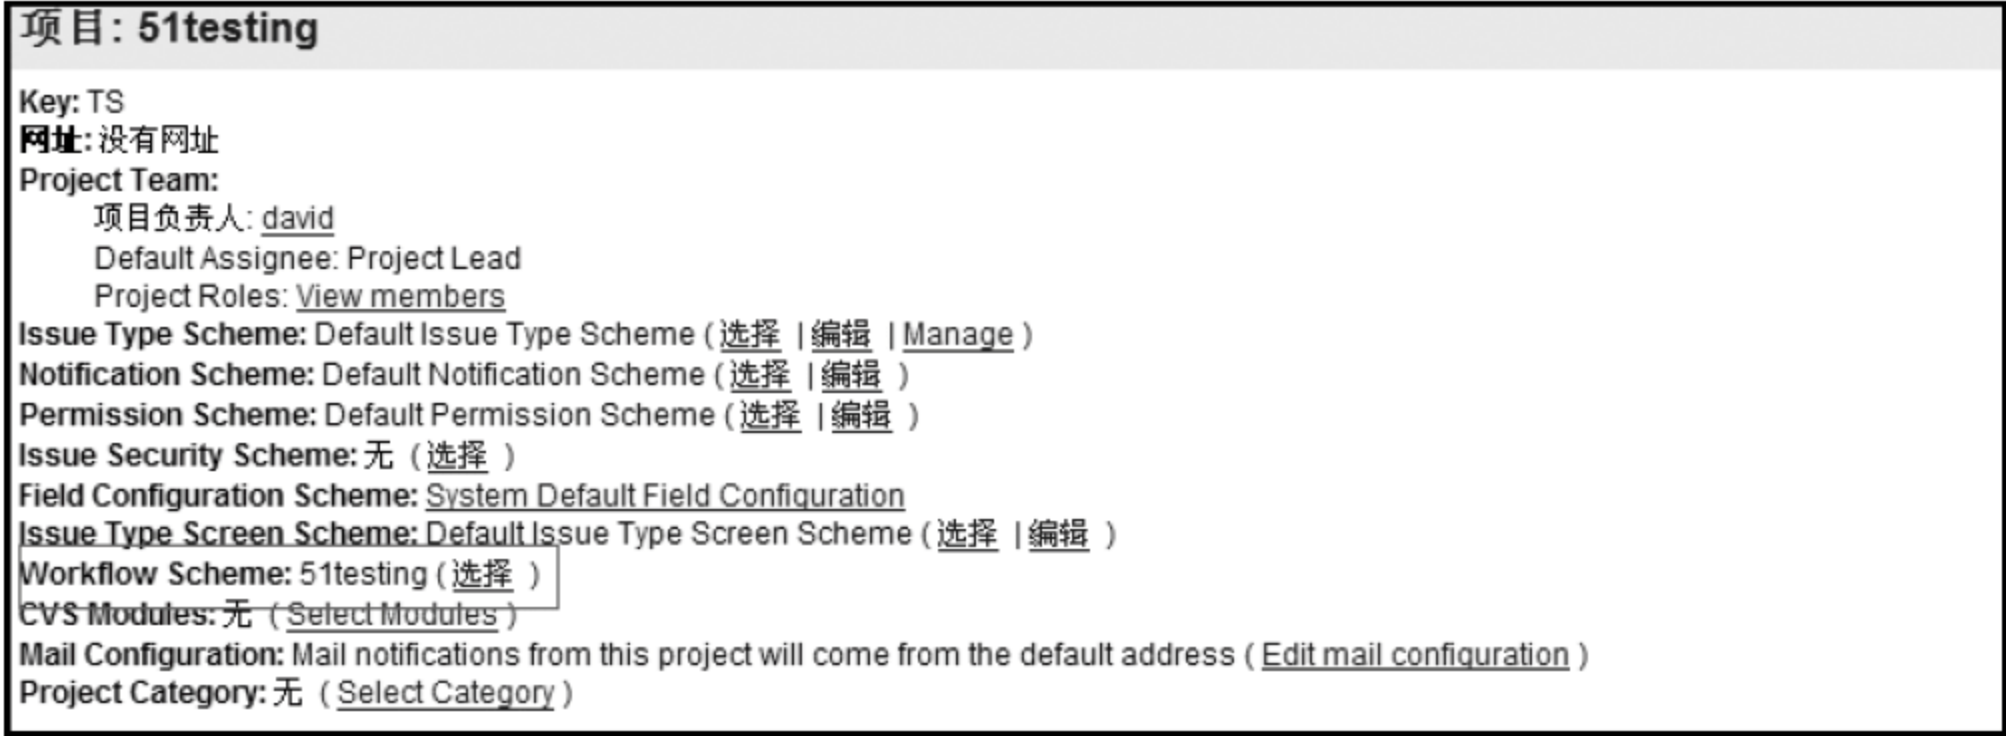 项目: 51testing
Key: TS
网址: 没有网址
Project Team:
项目负责人: david
Default Assignee: Project Lead
Project Roles: View members
Issue Type Scheme: Default Issue Type Scheme ( 选择 | 编辑 | Manage )
Notification Scheme: Default Notification Scheme ( 选择 | 编辑 )
Permission Scheme: Default Permission Scheme ( 选择 | 编辑 )
Issue Security Scheme: 无 ( 选择 )
Field Configuration Scheme: System Default Field Configuration
Issue Type Screen Scheme: Default Issue Type Screen Scheme ( 选择 | 编辑 )
Workflow Scheme: 51testing ( 选择 )
CVS Modules: 无 ( Select Modules )
Mail Configuration: Mail notifications from this project will come from the default address ( Edit mail configuration )
Project Category: 无 ( Select Category )